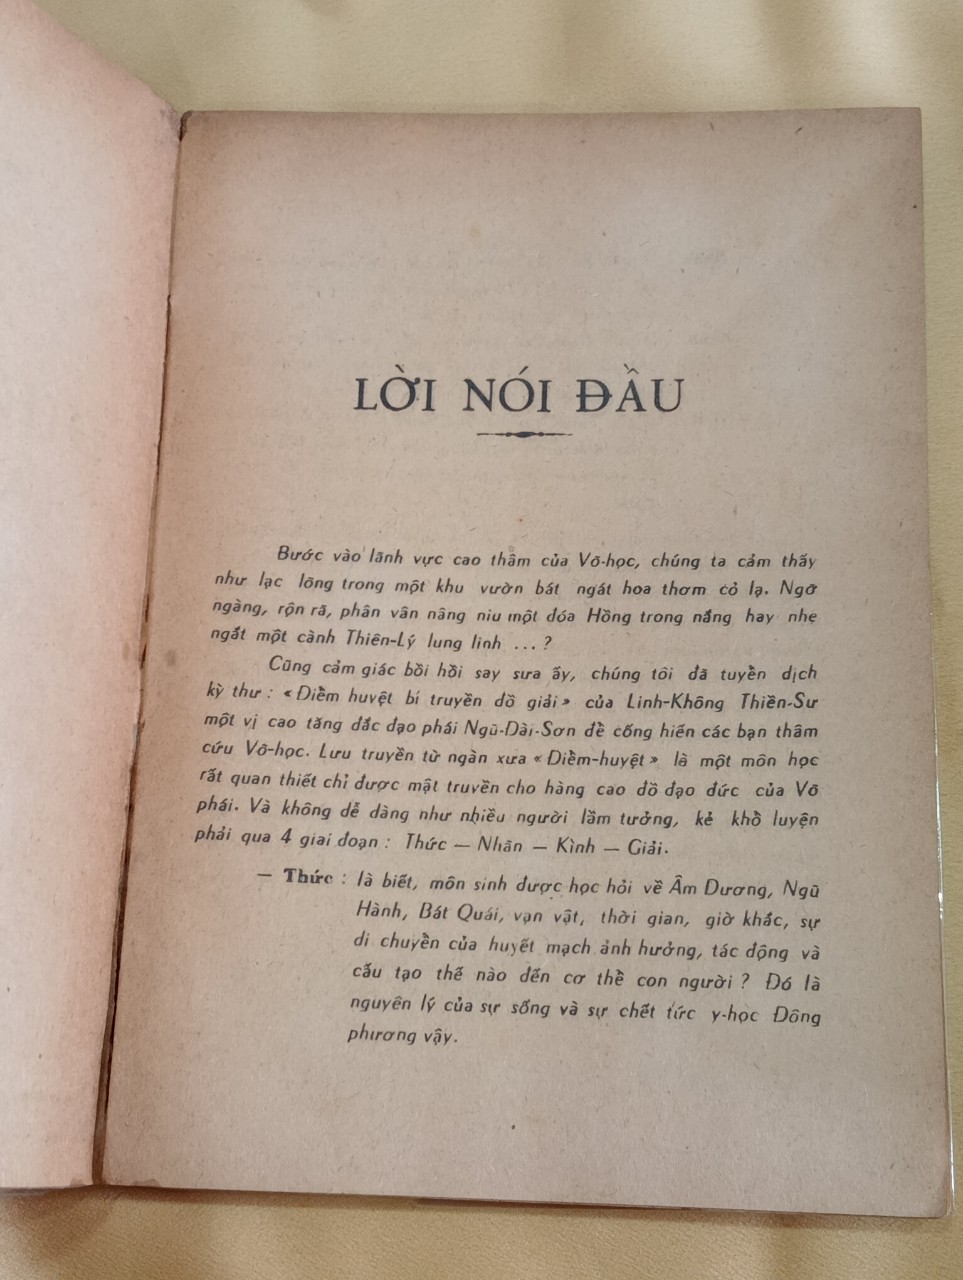 LỜI NÓI ĐẦU
Bước vào lãnh vực cao thâm của Võ-học, chúng ta cảm thấy
như lạc lõng trong một khu vườn bát ngát hoa thơm cỏ lạ. Ngỡ
ngàng, rộn rã, phân vân nâng niu một đóa Hồng trong nắng hay nhẹ
ngắt một cành Thiên-Lý lung linh ... ?
Cũng cảm giác bồi hồi say sưa ấy, chúng tôi đã tuyển dịch
kỳ thư : «Điểm huyệt bí truyền đồ giải» của Linh-Không Thiền-Sư
một vị cao tăng đắc đạo phái Ngũ-Đài-Sơn để cống hiến các bạn thâm
cứu Võ-học. Lưu truyền từ ngàn xưa «Điểm-huyệt» là một môn học
rất quan thiết chỉ được mật truyền cho hàng cao đồ đạo đức của Võ
phái. Và không dễ dàng như nhiều người lầm tưởng, kẻ khổ luyện
phải qua 4 giai đoạn : Thức — Nhãn — Kình — Giải.
— Thức : là biết, môn sinh được học hỏi về Âm Dương, Ngũ
Hành, Bát Quái, vạn vật, thời gian, giờ khắc, sự
di chuyển của huyết mạch ảnh hưởng, tác động và
cấu tạo thế nào đến cơ thể con người ? Đó là
nguyên lý của sự sống và sự chết tức y-học Đông
phương vậy.